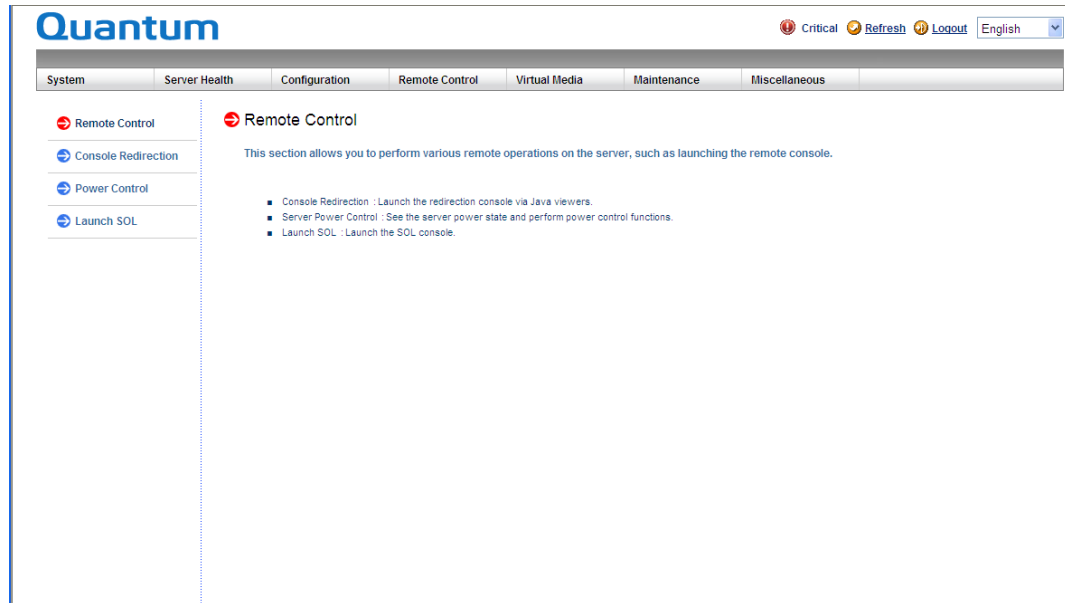 Quantum
Critical Refresh Logout English
System Server Health Configuration Remote Control Virtual Media Maintenance Miscellaneous
Remote Control
Console Redirection
Power Control
Launch SOL
Remote Control
This section allows you to perform various remote operations on the server, such as launching the remote console.
Console Redirection : Launch the redirection console via Java viewers.
Server Power Control : See the server power state and perform power control functions.
Launch SOL : Launch the SOL console.